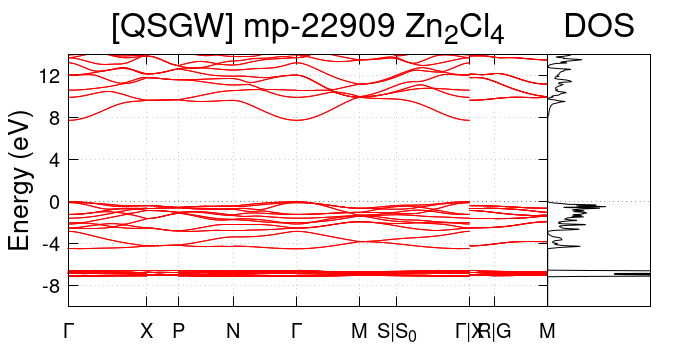 [QSGW] mp-22909 Zn₂Cl₄ DOS
Energy (eV)
12
8
4
0
-4
-8
Γ X P N Γ M S|S₀ Γ|X R|G M